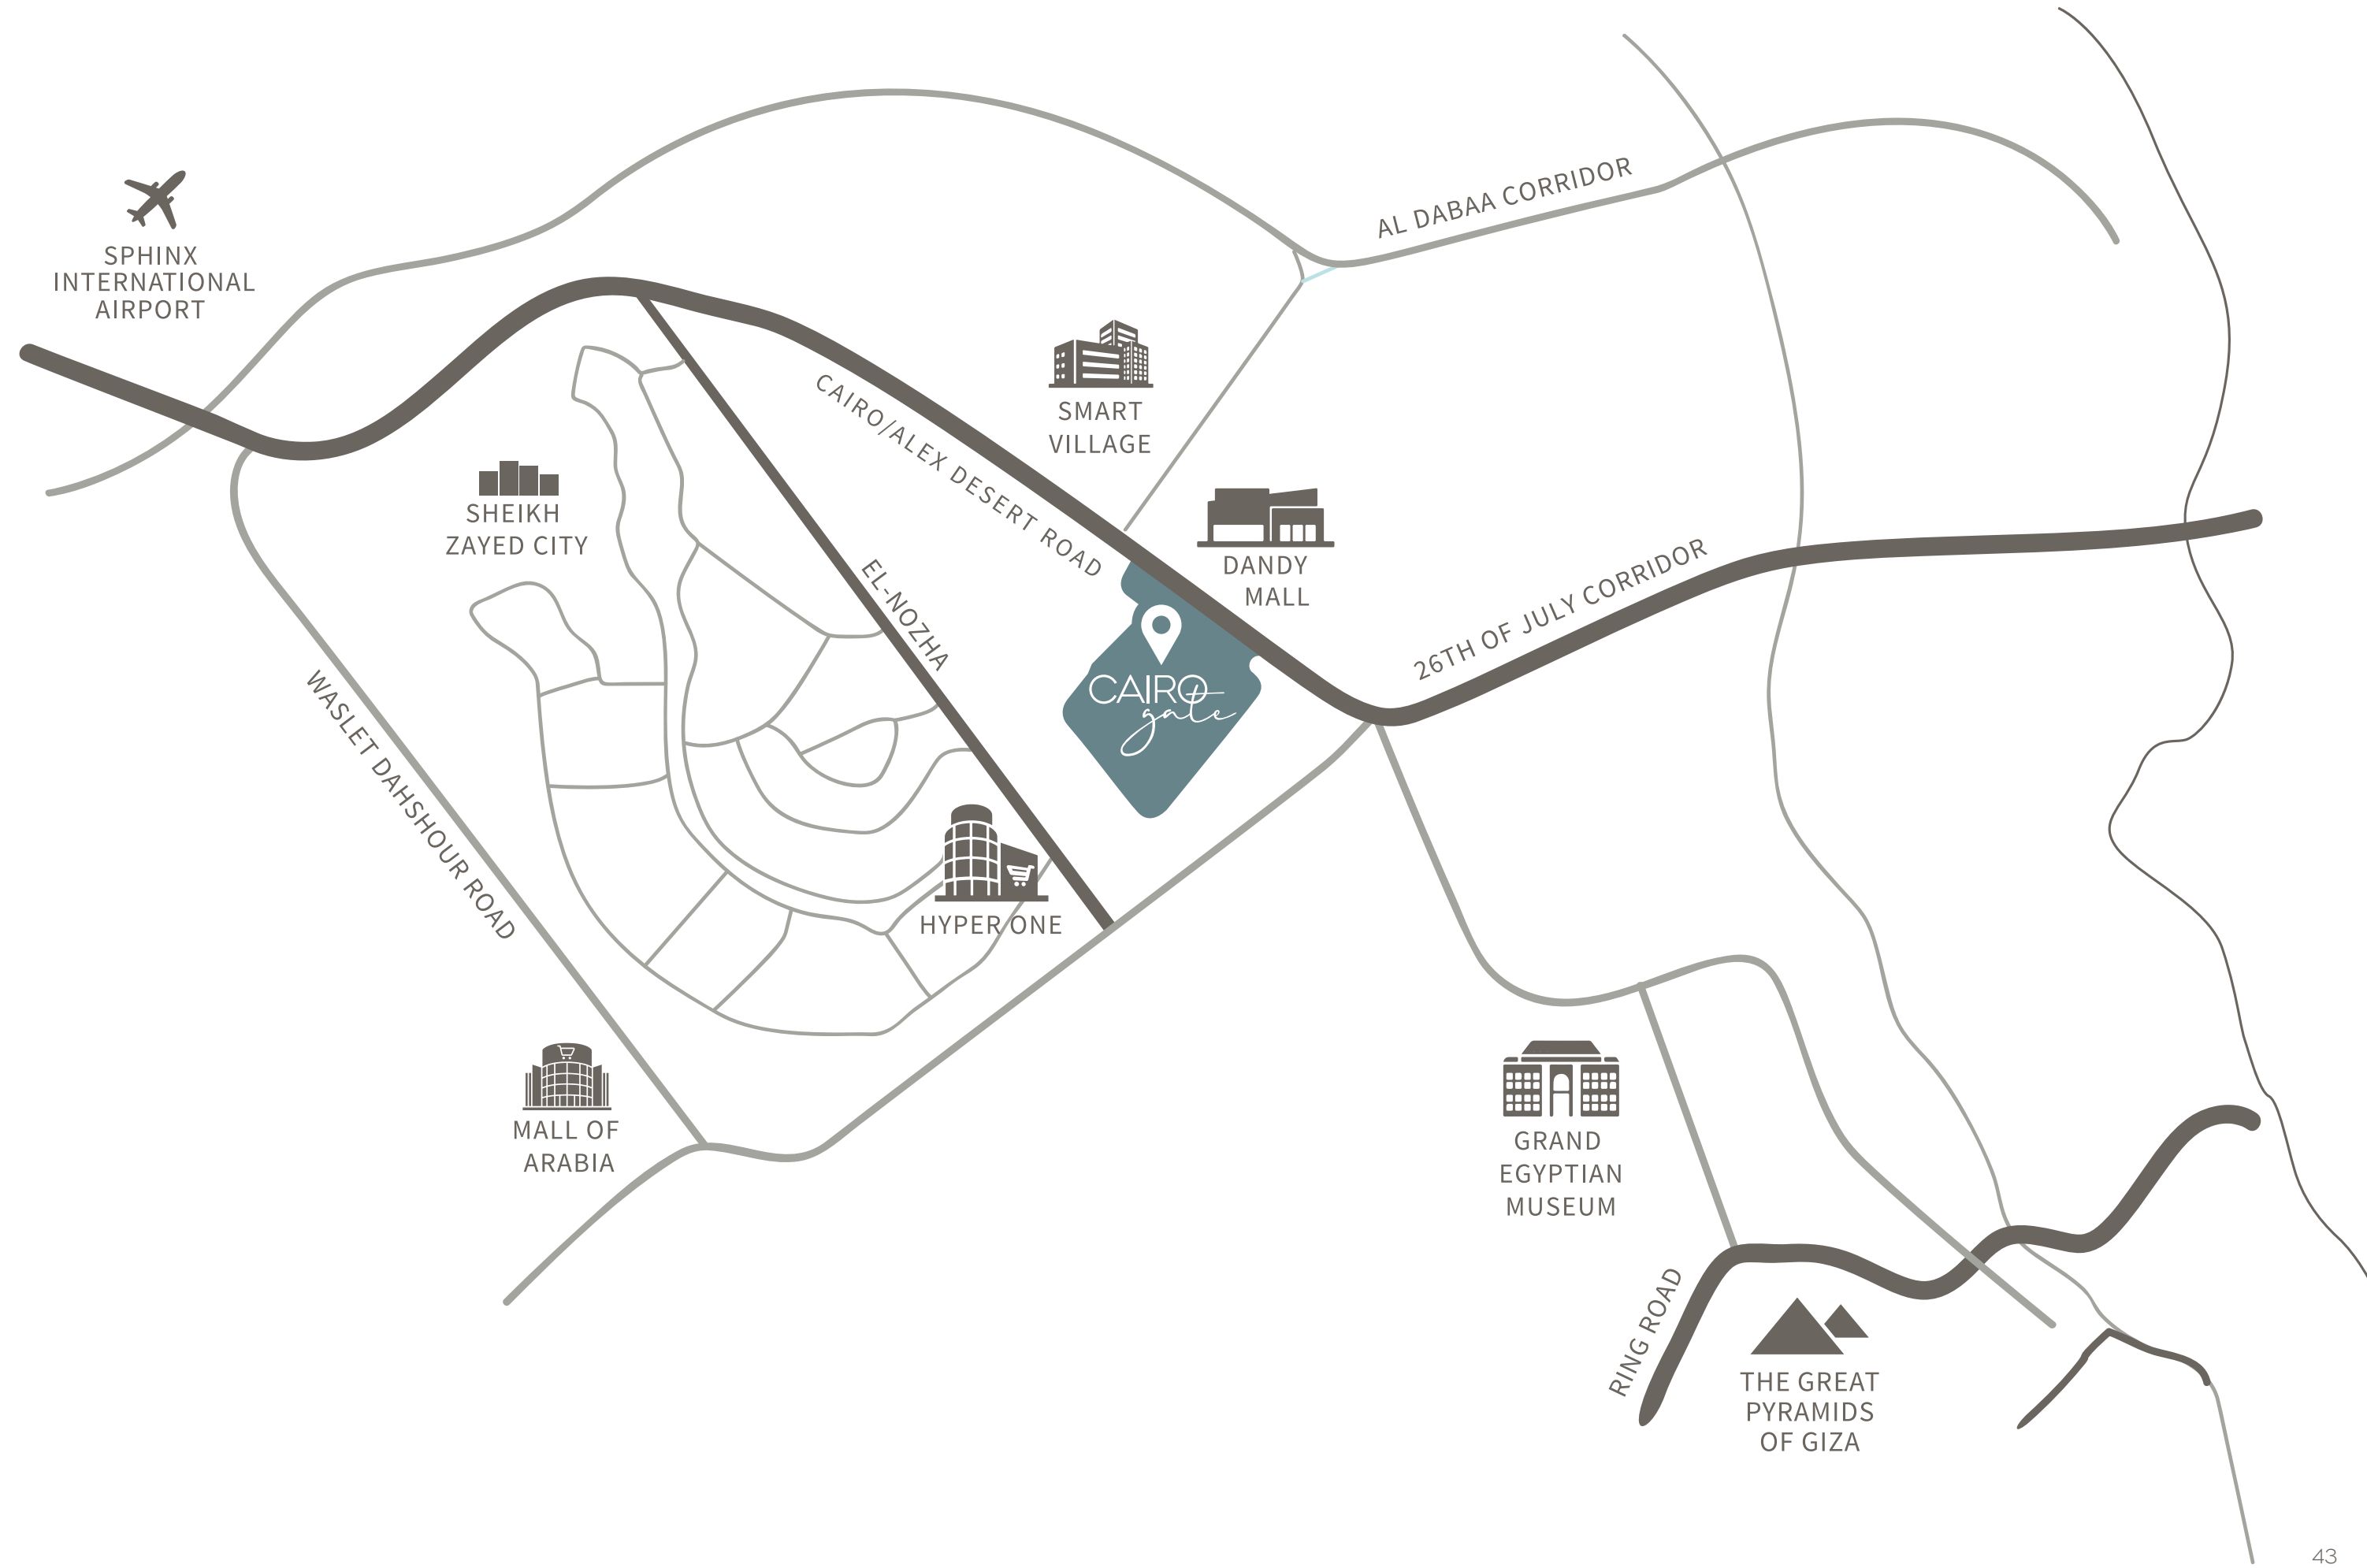 AL DABAA CORRIDOR
SPHINX
INTERNATIONAL
AIRPORT
SMART
VILLAGE
CAIRO/ALEX DESERT ROAD
SHEIKH
ZAYED CITY
DANDY
MALL
EL-NOZHA
26TH OF JULY CORRIDOR
CAIRO
gate
WASLET DAHSHOUR ROAD
HYPER ONE
MALL OF
ARABIA
GRAND
EGYPTIAN
MUSEUM
RING ROAD
THE GREAT
PYRAMIDS
OF GIZA
43